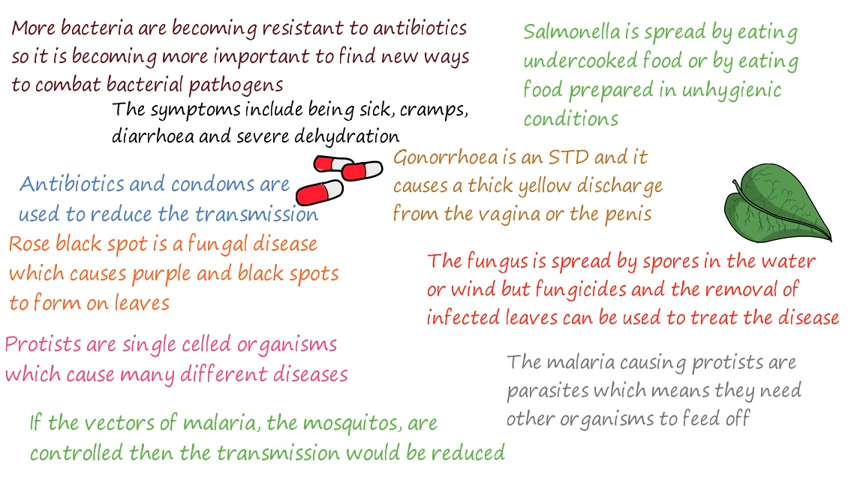 More bacteria are becoming resistant to antibiotics
so it is becoming more important to find new ways
to combat bacterial pathogens
Salmonella is spread by eating
undercooked food or by eating
food prepared in unhygienic
conditions
The symptoms include being sick, cramps,
diarrhoea and severe dehydration
Gonorrhoea is an STD and it
causes a thick yellow discharge
from the vagina or the penis
Antibiotics and condoms are
used to reduce the transmission
Rose black spot is a fungal disease
which causes purple and black spots
to form on leaves
The fungus is spread by spores in the water
or wind but fungicides and the removal of
infected leaves can be used to treat the disease
Protists are single celled organisms
which cause many different diseases
The malaria causing protists are
parasites which means they need
other organisms to feed off
If the vectors of malaria, the mosquitos, are
controlled then the transmission would be reduced